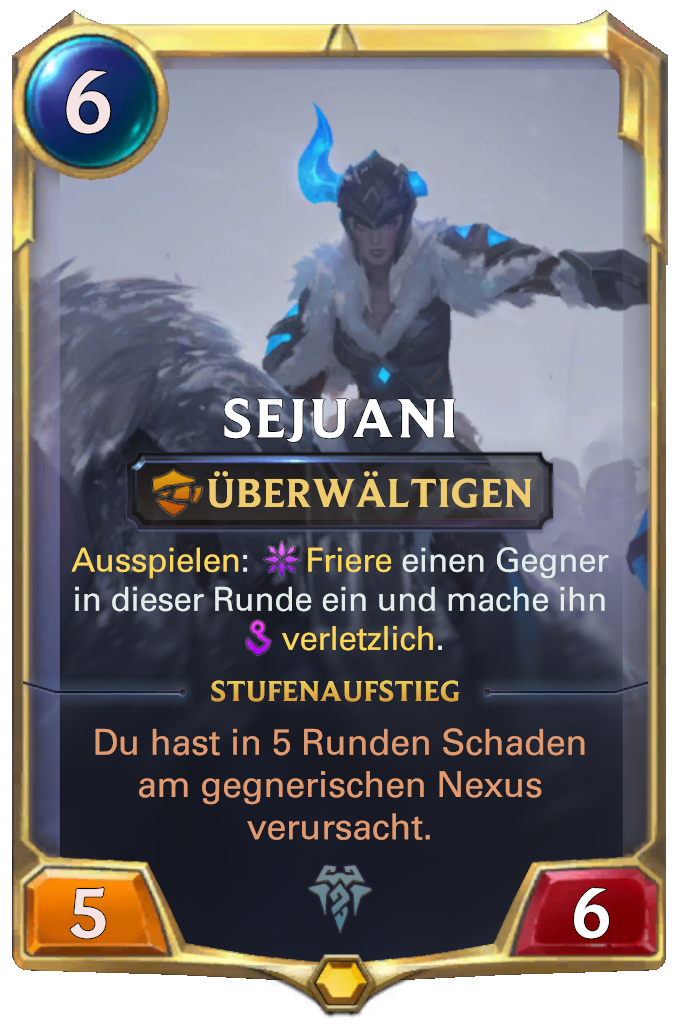 6
SEJUANI
ÜBERWÄLTIGEN
Ausspielen: Friere einen Gegner
in dieser Runde ein und mache ihn
verletzlich.
STUFENAUFSTIEG
Du hast in 5 Runden Schaden
am gegnerischen Nexus
verursacht.
5
6